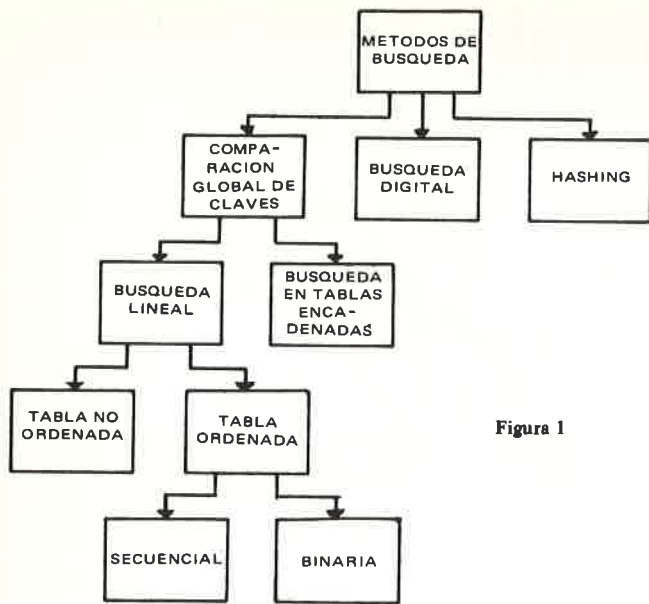 METODOS DE
BUSQUEDA
COMPA-
RACION
GLOBAL DE
CLAVES
BUSQUEDA
DIGITAL
HASHING
BUSQUEDA
LINEAL
BUSQUEDA
EN TABLAS
ENCA-
DENADAS
TABLA NO
ORDENADA
TABLA
ORDENADA
Figura 1
SECUENCIAL
BINARIA